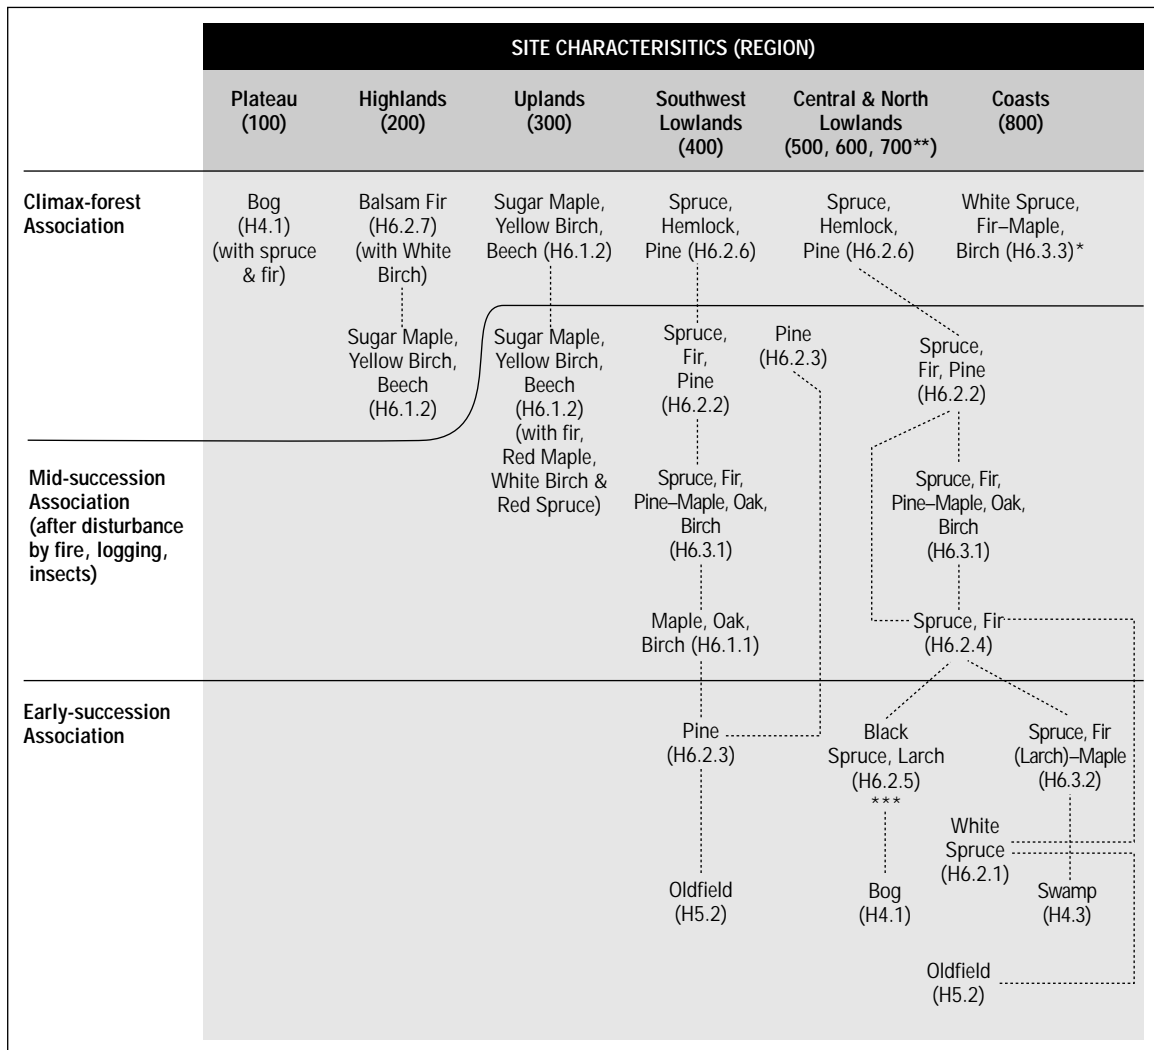 SITE CHARACTERISITICS (REGION)
Plateau
(100)
Highlands
(200)
Uplands
(300)
Southwest
Lowlands
(400)
Central & North
Lowlands
(500, 600, 700**)
Coasts
(800)
Climax-forest
Association
Bog
(H4.1)
(with spruce
& fir)
Balsam Fir
(H6.2.7)
(with White
Birch)
Sugar Maple,
Yellow Birch,
Beech
(H6.1.2)
Sugar Maple,
Yellow Birch,
Beech (H6.1.2)
Spruce,
Hemlock,
Pine (H6.2.6)
Spruce,
Hemlock,
Pine (H6.2.6)
White Spruce,
Fir–Maple,
Birch (H6.3.3)*
Mid-succession
Association
(after disturbance
by fire, logging,
insects)
Sugar Maple,
Yellow Birch,
Beech
(H6.1.2)
(with fir,
Red Maple,
White Birch &
Red Spruce)
Spruce,
Fir,
Pine
(H6.2.2)
Pine
(H6.2.3)
Spruce,
Fir, Pine
(H6.2.2)
Spruce, Fir,
Pine–Maple, Oak,
Birch
(H6.3.1)
Spruce, Fir,
Pine–Maple, Oak,
Birch
(H6.3.1)
Maple, Oak,
Birch (H6.1.1)
Spruce, Fir
(H6.2.4)
Early-succession
Association
Pine
(H6.2.3)
Black
Spruce, Larch
(H6.2.5)
***
Spruce, Fir
(Larch)–Maple
(H6.3.2)
White
Spruce
(H6.2.1)
Oldfield
(H5.2)
Bog
(H4.1)
Swamp
(H4.3)
Oldfield
(H5.2)